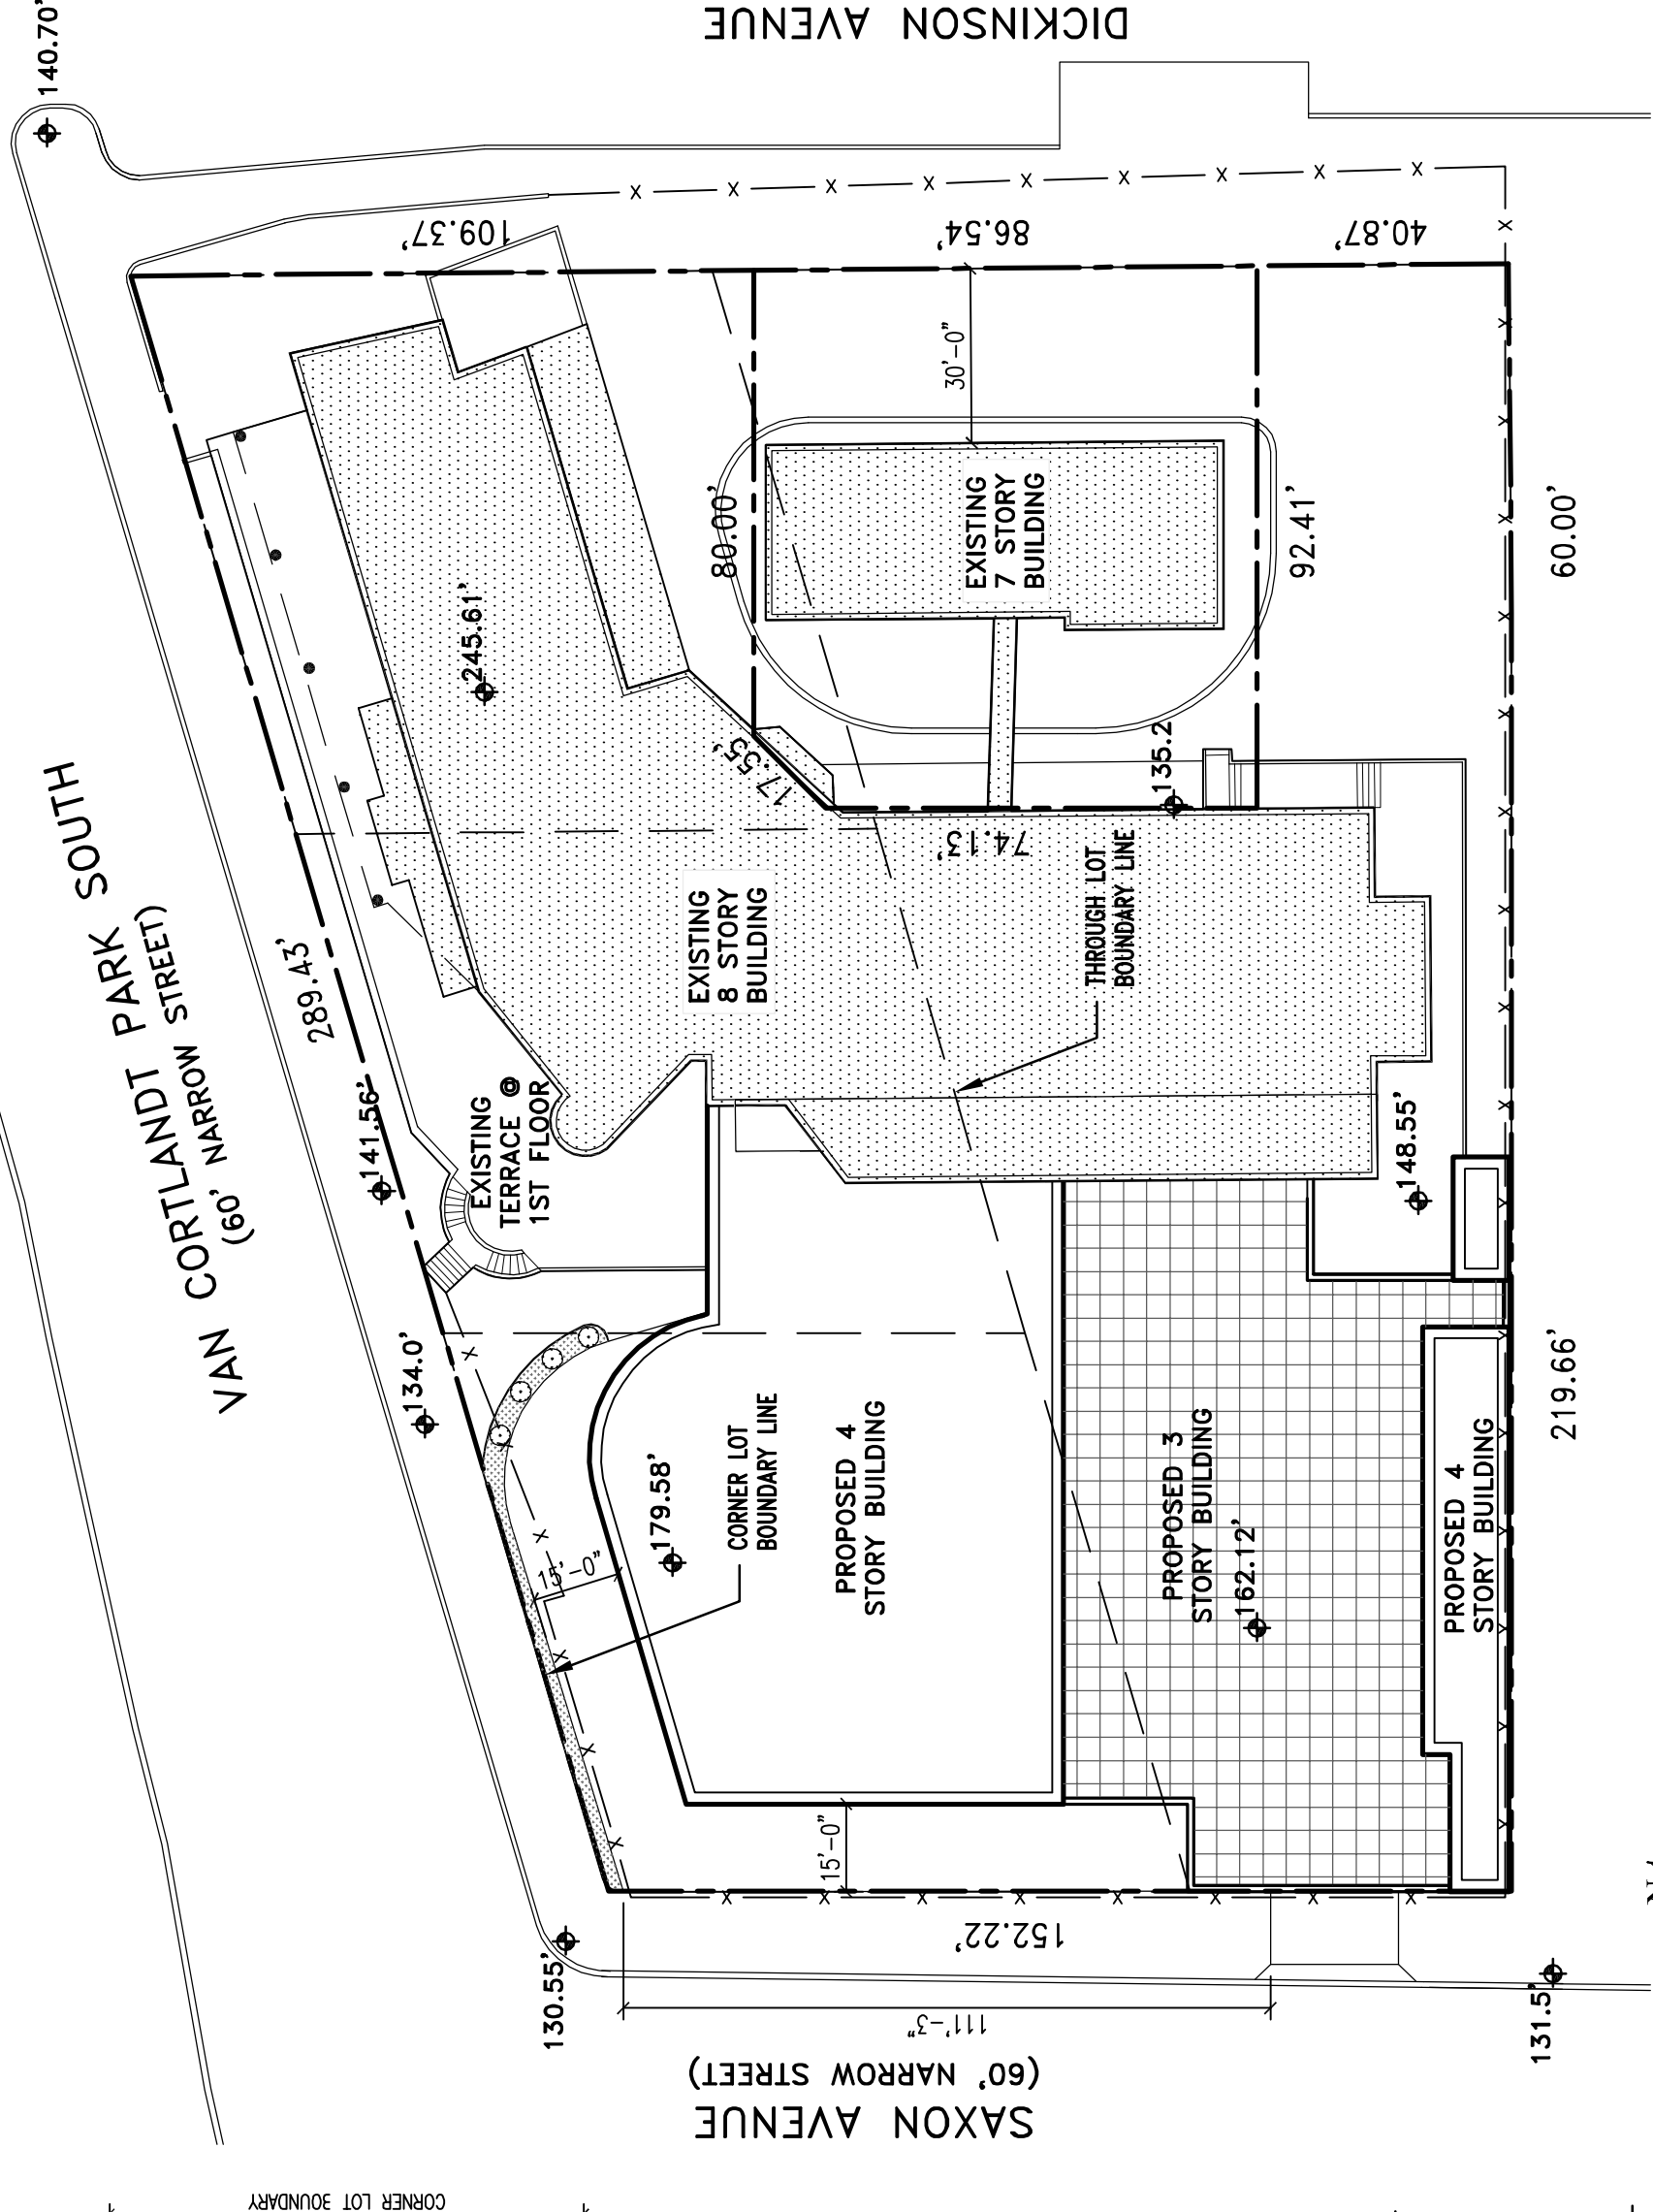 DICKINSON AVENUE
140.70'
109.37'
86.54'
40.87'
30'-0"
80.00'
EXISTING
7 STORY
BUILDING
92.41'
60.00'
245.61'
17.55'
135.2
74.13'
THROUGH LOT
BOUNDARY LINE
EXISTING
8 STORY
BUILDING
VAN CORTLANDT PARK SOUTH
(60' NARROW STREET)
289.43'
141.56'
EXISTING
TERRACE @
1ST FLOOR
148.55'
134.0'
219.66'
179.58'
CORNER LOT
BOUNDARY LINE
PROPOSED 4
STORY BUILDING
PROPOSED 3
STORY BUILDING
162.12'
PROPOSED 4
STORY BUILDING
15'-0"
15'-0"
152.22'
130.55'
131.5'
111'-3"
(60' NARROW STREET)
SAXON AVENUE
CORNER LOT BOUNDARY